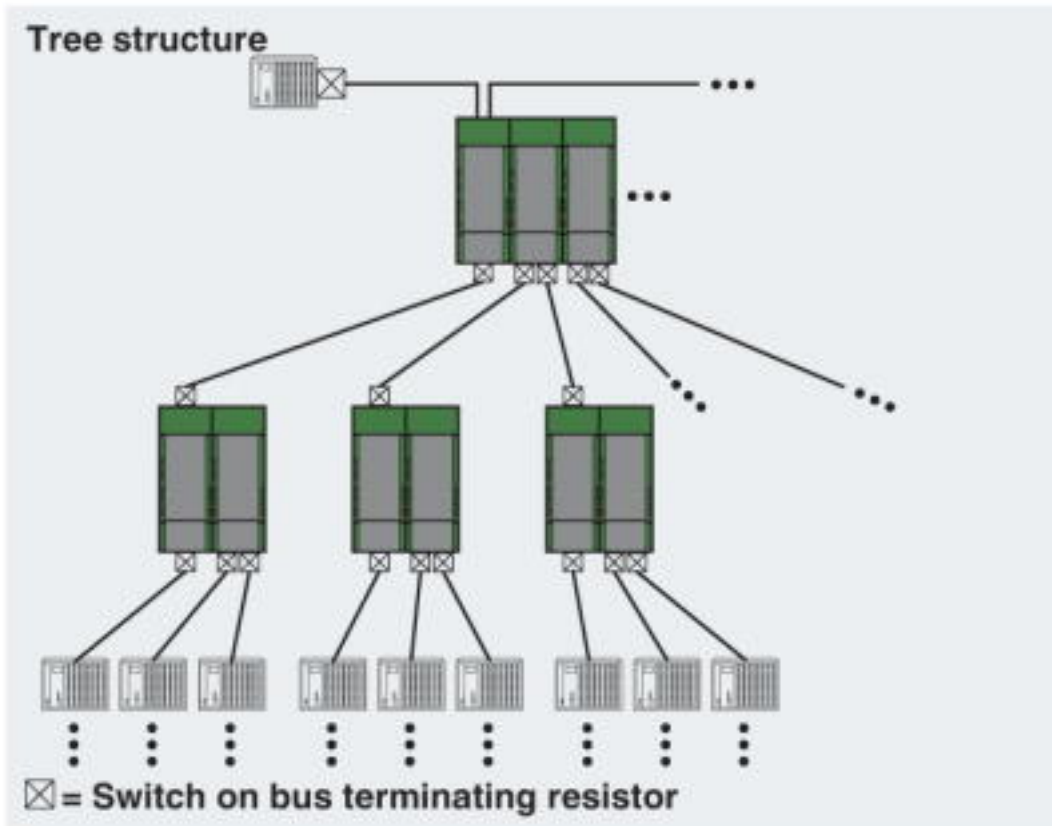 Tree structure
= Switch on bus terminating resistor